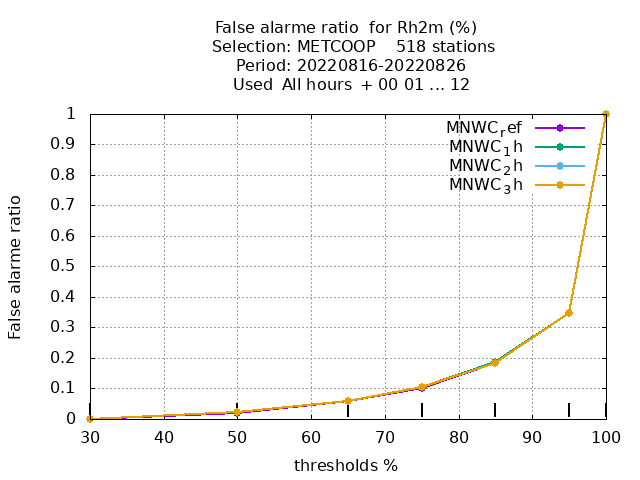 False alarme ratio  for Rh2m (%)
Selection: METCOOP    518 stations
Period: 20220816-20220826
Used  All hours  + 00 01 ... 12
MNWC_ref
MNWC_1h
MNWC_2h
MNWC_3h
1
0.9
0.8
0.7
0.6
0.5
0.4
0.3
0.2
0.1
0
False alarme ratio
30 40 50 60 70 80 90 100
thresholds %